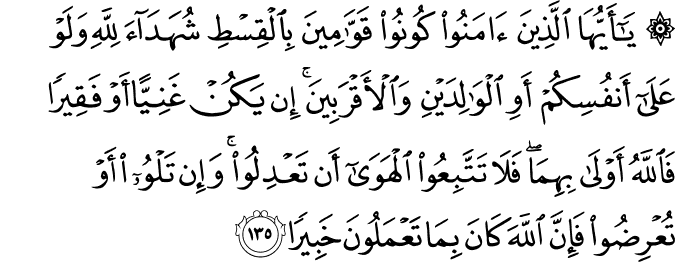 ۞ يَـٰٓأَيُّهَا ٱلَّذِينَ ءَامَنُوا۟ كُونُوا۟ قَوَّٰمِينَ بِٱلْقِسْطِ شُهَدَآءَ لِلَّهِ وَلَوْ
عَلَىٰٓ أَنفُسِكُمْ أَوِ ٱلْوَٰلِدَيْنِ وَٱلْأَقْرَبِينَ ۚ إِن يَكُنْ غَنِيًّا أَوْ فَقِيرًا
فَٱللَّهُ أَوْلَىٰ بِهِمَا ۖ فَلَا تَتَّبِعُوا۟ ٱلْهَوَىٰٓ أَن تَعْدِلُوا۟ ۚ وَإِن تَلْوُۥٓا۟ أَوْ
تُعْرِضُوا۟ فَإِنَّ ٱللَّهَ كَانَ بِمَا تَعْمَلُونَ خَبِيرًا ١٣٥